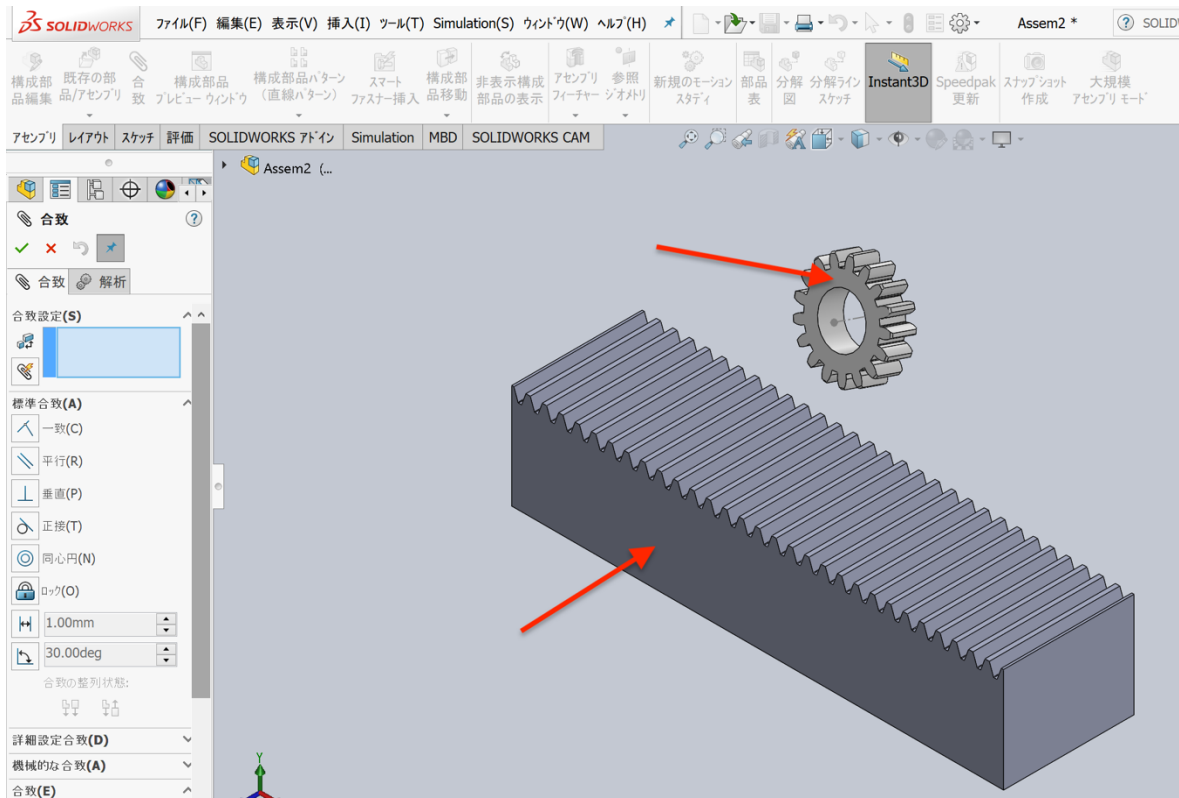 SOLIDWORKS ファイル(F) 編集(E) 表示(V) 挿入(I) ツール(T) Simulation(S) ウィンドウ(W) ヘルプ(H) Assem2 * ? SOLIDW
構成部品編集
既存の部品/アセンブリ
合致
構成部品プレビュー ウィンドウ
構成部品パターン(直線パターン)
スマート ファスナー挿入
構成部品移動
非表示構成部品の表示
アセンブリ フィーチャー
参照ジオメトリ
新規のモーション スタディ
部品表
分解図
分解ライン スケッチ
Instant3D
Speedpak 更新
スナップショット作成
大規模アセンブリ モード
アセンブリ レイアウト スケッチ 評価 SOLIDWORKS アドイン Simulation MBD SOLIDWORKS CAM
Assem2 (...
合致 ?
合致 解析
合致設定(S)
標準合致(A)
一致(C)
平行(R)
垂直(P)
正接(T)
同心円(N)
ロック(O)
1.00mm
30.00deg
合致の整列状態:
詳細設定合致(D)
機械的な合致(A)
合致(E)
Y